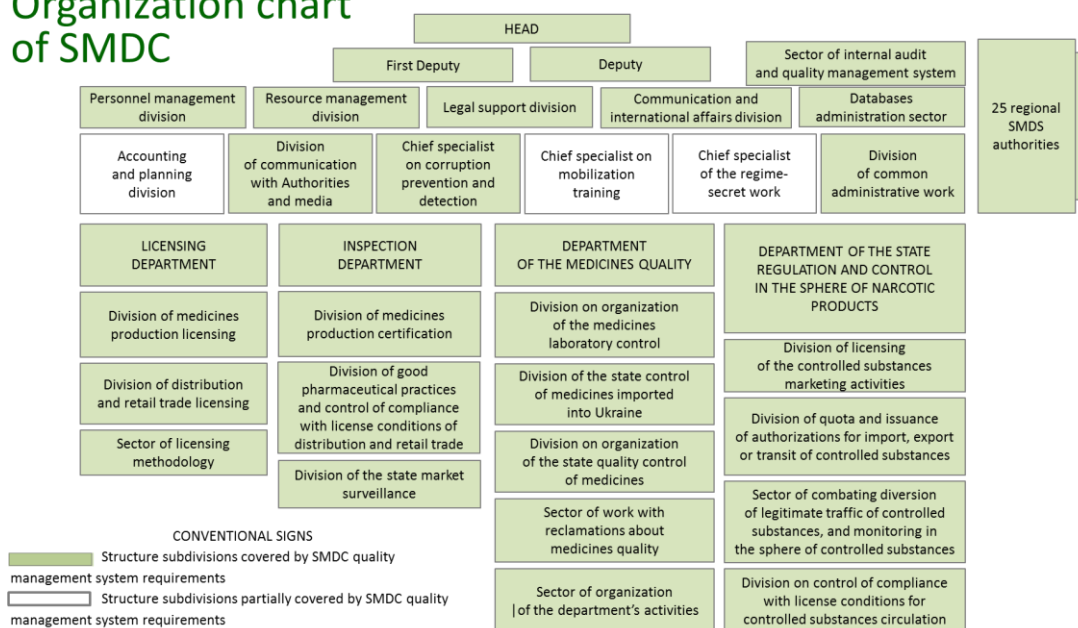 Organization chart
of SMDC
HEAD
First Deputy
Deputy
Sector of internal audit
and quality management system
25 regional
SMDS
authorities
Personnel management
division
Resource management
division
Legal support division
Communication and
international affairs division
Databases
administration sector
Accounting
and planning
division
Division
of communication
with Authorities
and media
Chief specialist
on corruption
prevention and
detection
Chief specialist on
mobilization
training
Chief specialist
of the regime-
secret work
Division
of common
administrative work
LICENSING
DEPARTMENT
Division of medicines
production licensing
Division of distribution
and retail trade licensing
Sector of licensing
methodology
INSPECTION
DEPARTMENT
Division of medicines
production certification
Division of good
pharmaceutical practices
and control of compliance
with license conditions of
distribution and retail trade
Division of the state market
surveillance
DEPARTMENT
OF THE MEDICINES QUALITY
Division on organization
of the medicines
laboratory control
Division of the state control
of medicines imported
into Ukraine
Division on organization
of the state quality control
of medicines
Sector of work with
reclamations about
medicines quality
Sector of organization
|of the department's activities
DEPARTMENT OF THE STATE
REGULATION AND CONTROL
IN THE SPHERE OF NARCOTIC
PRODUCTS
Division of licensing
of the controlled substances
marketing activities
Division of quota and issuance
of authorizations for import, export
or transit of controlled substances
Sector of combating diversion
of legitimate traffic of controlled
substances, and monitoring in
the sphere of controlled substances
Division on control of compliance
with license conditions for
controlled substances circulation
CONVENTIONAL SIGNS
Structure subdivisions covered by SMDC quality
management system requirements
Structure subdivisions partially covered by SMDC quality
management system requirements